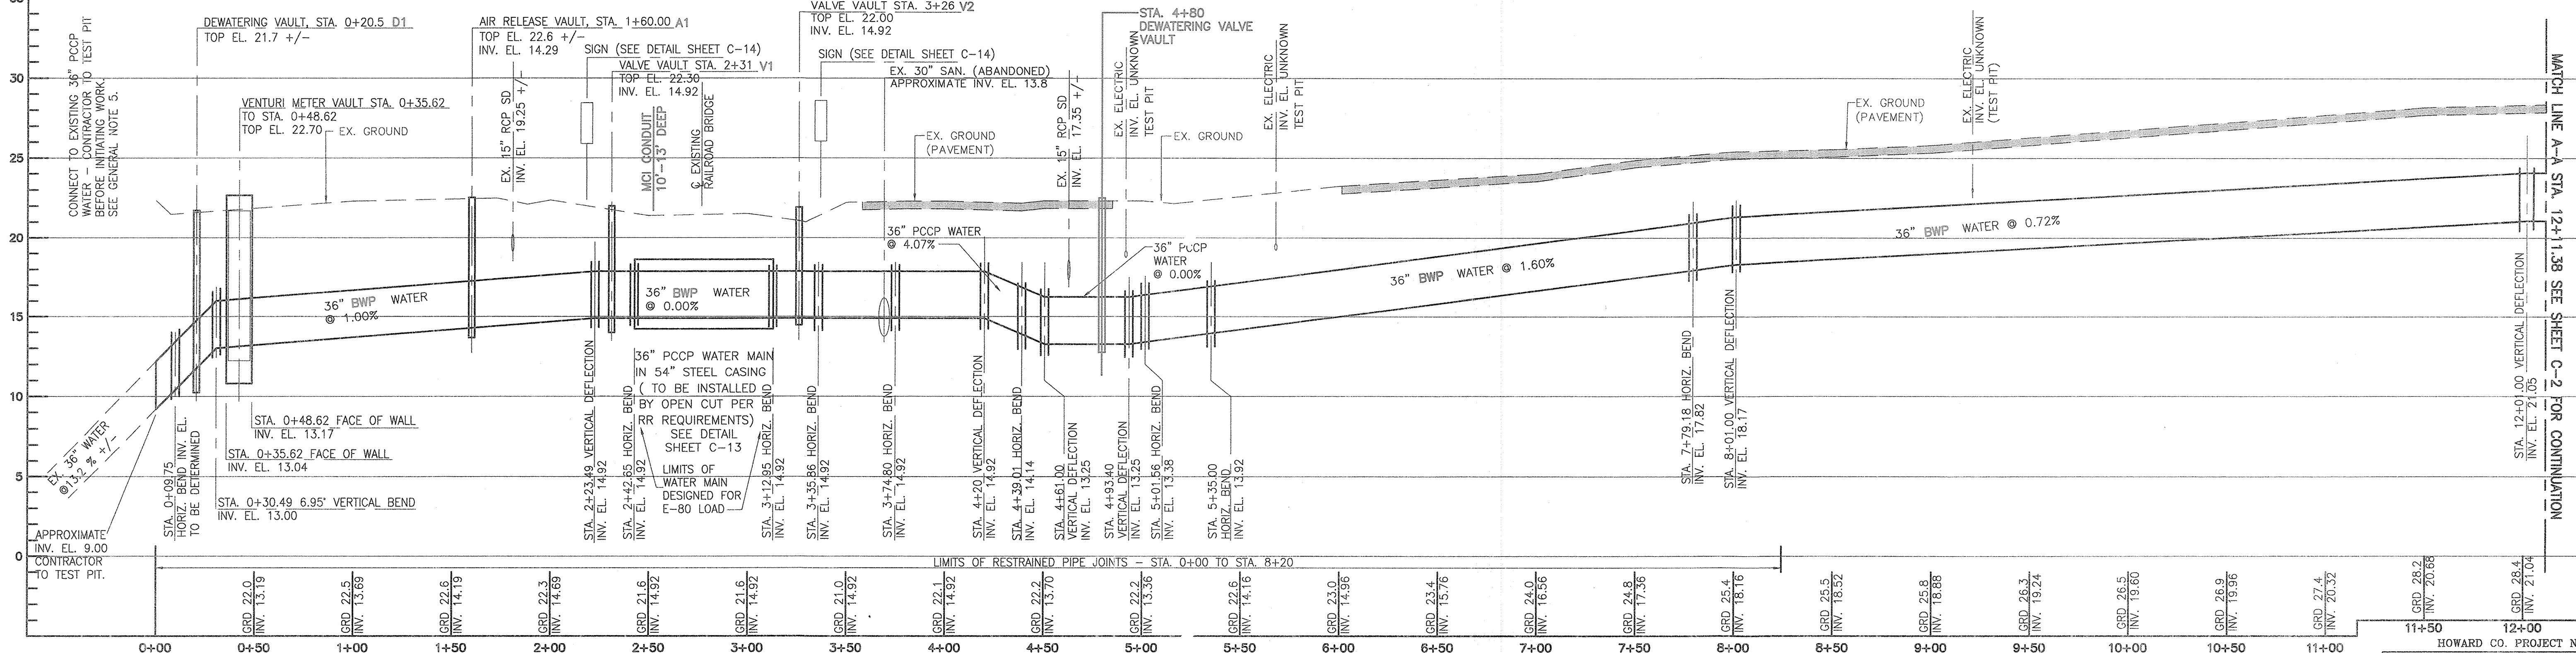 35
30
25
20
15
10
5
0
CONNECT TO EXISTING 36" PCCP
WATER – CONTRACTOR TO TEST PIT
BEFORE INITIATING WORK.
SEE GENERAL NOTE 5.
DEWATERING VAULT, STA. 0+20.5 D1
TOP EL. 21.7 +/-
VENTURI METER VAULT STA. 0+35.62
TO STA. 0+48.62
TOP EL. 22.70
EX. GROUND
AIR RELEASE VAULT, STA. 1+60.00 A1
TOP EL. 22.6 +/-
INV. EL. 14.29
EX. 15" RCP SD
INV. EL. 19.25 +/-
SIGN (SEE DETAIL SHEET C-14)
VALVE VAULT STA. 2+31 V1
TOP EL. 22.30
INV. EL. 14.92
MCI CONDUIT
10'-13' DEEP
℄ EXISTING
RAILROAD BRIDGE
VALVE VAULT STA. 3+26 V2
TOP EL. 22.00
INV. EL. 14.92
SIGN (SEE DETAIL SHEET C-14)
EX. 30" SAN. (ABANDONED)
APPROXIMATE INV. EL. 13.8
EX. GROUND
(PAVEMENT)
EX. 15" RCP SD
INV. EL. 17.35 +/-
STA. 4+80
DEWATERING VALVE
VAULT
EX. ELECTRIC
INV. EL. UNKNOWN
TEST PIT
EX. GROUND
EX. ELECTRIC
INV. EL. UNKNOWN
TEST PIT
EX. GROUND
(PAVEMENT)
EX. ELECTRIC
INV. EL. UNKNOWN
(TEST PIT)
MATCH LINE A-A STA. 12+11.38 SEE SHEET C-2 FOR CONTINUATION
36" BWP WATER
@ 1.00%
36" BWP WATER
@ 0.00%
36" PCCP WATER
@ 4.07%
36" PCCP
WATER
@ 0.00%
36" BWP WATER @ 1.60%
36" BWP WATER @ 0.72%
EX. 36" WATER
@13.2 % +/-
APPROXIMATE
INV. EL. 9.00
CONTRACTOR
TO TEST PIT.
STA. 0+09.75
HORIZ. BEND INV. EL.
TO BE DETERMINED
STA. 0+48.62 FACE OF WALL
INV. EL. 13.17
STA. 0+35.62 FACE OF WALL
INV. EL. 13.04
STA. 0+30.49 6.95° VERTICAL BEND
INV. EL. 13.00
STA. 2+23.49 VERTICAL DEFLECTION
INV. EL. 14.92
STA. 2+42.65 HORIZ. BEND
INV. EL. 14.92
36" PCCP WATER MAIN
IN 54" STEEL CASING
( TO BE INSTALLED
BY OPEN CUT PER
RR REQUIREMENTS)
SEE DETAIL
SHEET C-13
LIMITS OF
WATER MAIN
DESIGNED FOR
E-80 LOAD
STA. 3+12.95 HORIZ. BEND
INV. EL. 14.92
STA. 3+35.86 HORIZ. BEND
INV. EL. 14.92
STA. 3+74.80 HORIZ. BEND
INV. EL. 14.92
STA. 4+20 VERTICAL DEFLECTION
INV. EL. 14.92
STA. 4+39.01 HORIZ. BEND
INV. EL. 14.14
STA. 4+61.00
VERTICAL DEFLECTION
INV. EL. 13.25
STA. 4+93.40
VERTICAL DEFLECTION
INV. EL. 13.25
STA. 5+01.56 HORIZ. BEND
INV. EL. 13.38
STA. 5+35.00
HORIZ. BEND
INV. EL. 13.92
STA. 7+79.18 HORIZ. BEND
INV. EL. 17.82
STA. 8+01.00 VERTICAL DEFLECTION
INV. EL. 18.17
STA. 12+01.00 VERTICAL DEFLECTION
INV. EL. 21.05
LIMITS OF RESTRAINED PIPE JOINTS – STA. 0+00 TO STA. 8+20
GRD 22.0
INV. 13.19
GRD 22.5
INV. 13.69
GRD 22.6
INV. 14.19
GRD 22.3
INV. 14.69
GRD 21.6
INV. 14.92
GRD 21.6
INV. 14.92
GRD 21.0
INV. 14.92
GRD 22.1
INV. 14.92
GRD 22.2
INV. 13.70
GRD 22.2
INV. 13.36
GRD 22.6
INV. 14.16
GRD 23.0
INV. 14.96
GRD 23.4
INV. 15.76
GRD 24.0
INV. 16.56
GRD 24.8
INV. 17.36
GRD 25.4
INV. 18.16
GRD 25.5
INV. 18.52
GRD 25.8
INV. 18.88
GRD 26.3
INV. 19.24
GRD 26.5
INV. 19.60
GRD 26.9
INV. 19.96
GRD 27.4
INV. 20.32
GRD 28.2
INV. 20.68
GRD 28.4
INV. 21.04
0+00 0+50 1+00 1+50 2+00 2+50 3+00 3+50 4+00 4+50 5+00 5+50 6+00 6+50 7+00 7+50 8+00 8+50 9+00 9+50 10+00 10+50 11+00 11+50 12+00
HOWARD CO. PROJECT N